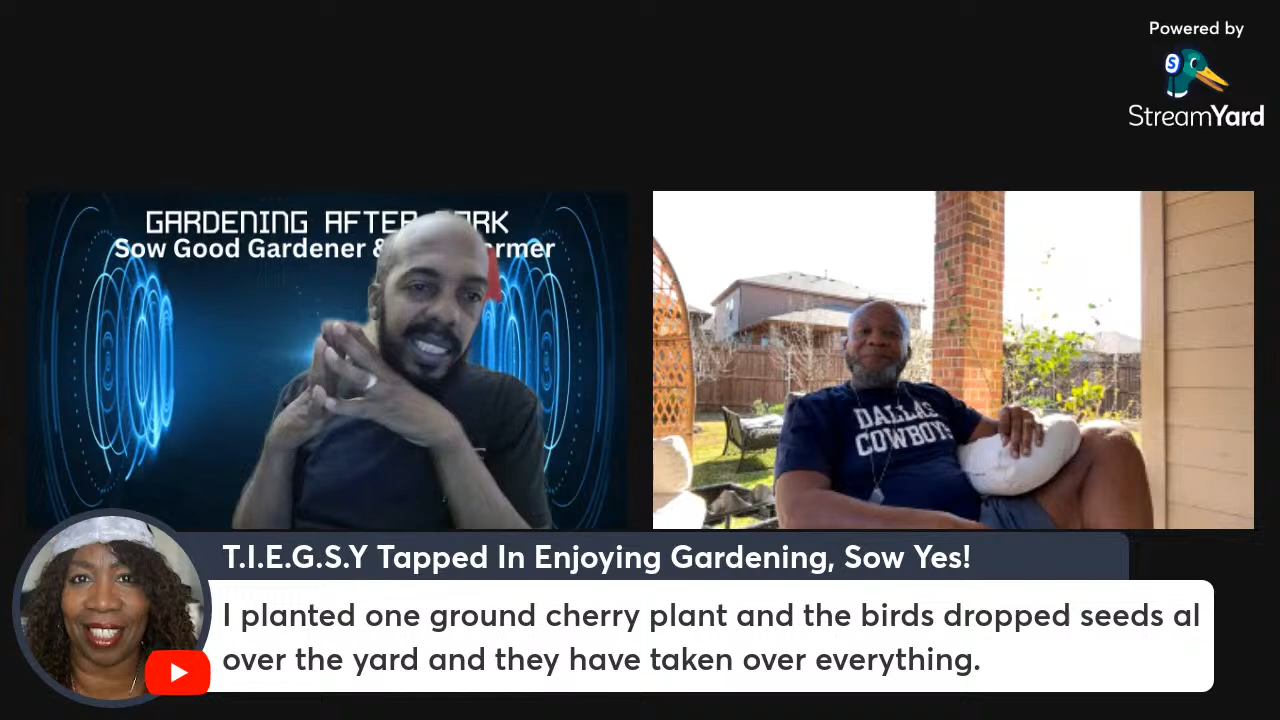 Powered by
StreamYard
GARDENING AFTER DARK
Sow Good Gardener &
DALLAS
COWBOYS
T.I.E.G.S.Y Tapped In Enjoying Gardening, Sow Yes!
I planted one ground cherry plant and the birds dropped seeds al
over the yard and they have taken over everything.